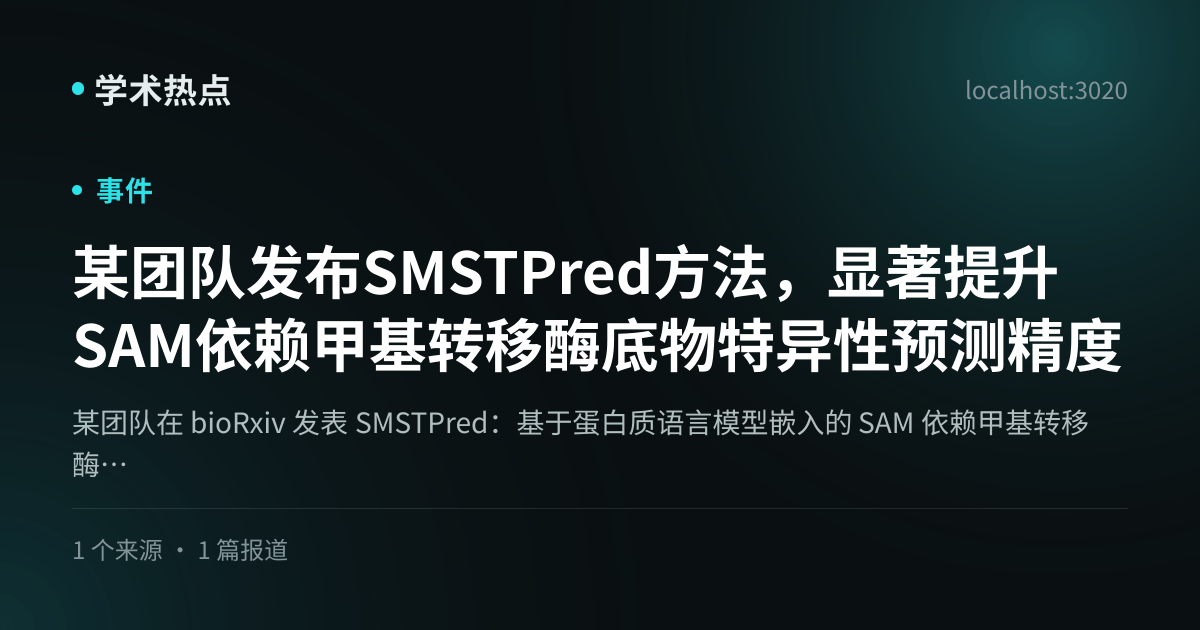 学术热点
localhost:3020
事件
某团队发布SMSTPred方法，显著提升
SAM依赖甲基转移酶底物特异性预测精度
某团队在 bioRxiv 发表 SMSTPred：基于蛋白质语言模型嵌入的 SAM 依赖甲基转移
酶…
1 个来源 · 1 篇报道